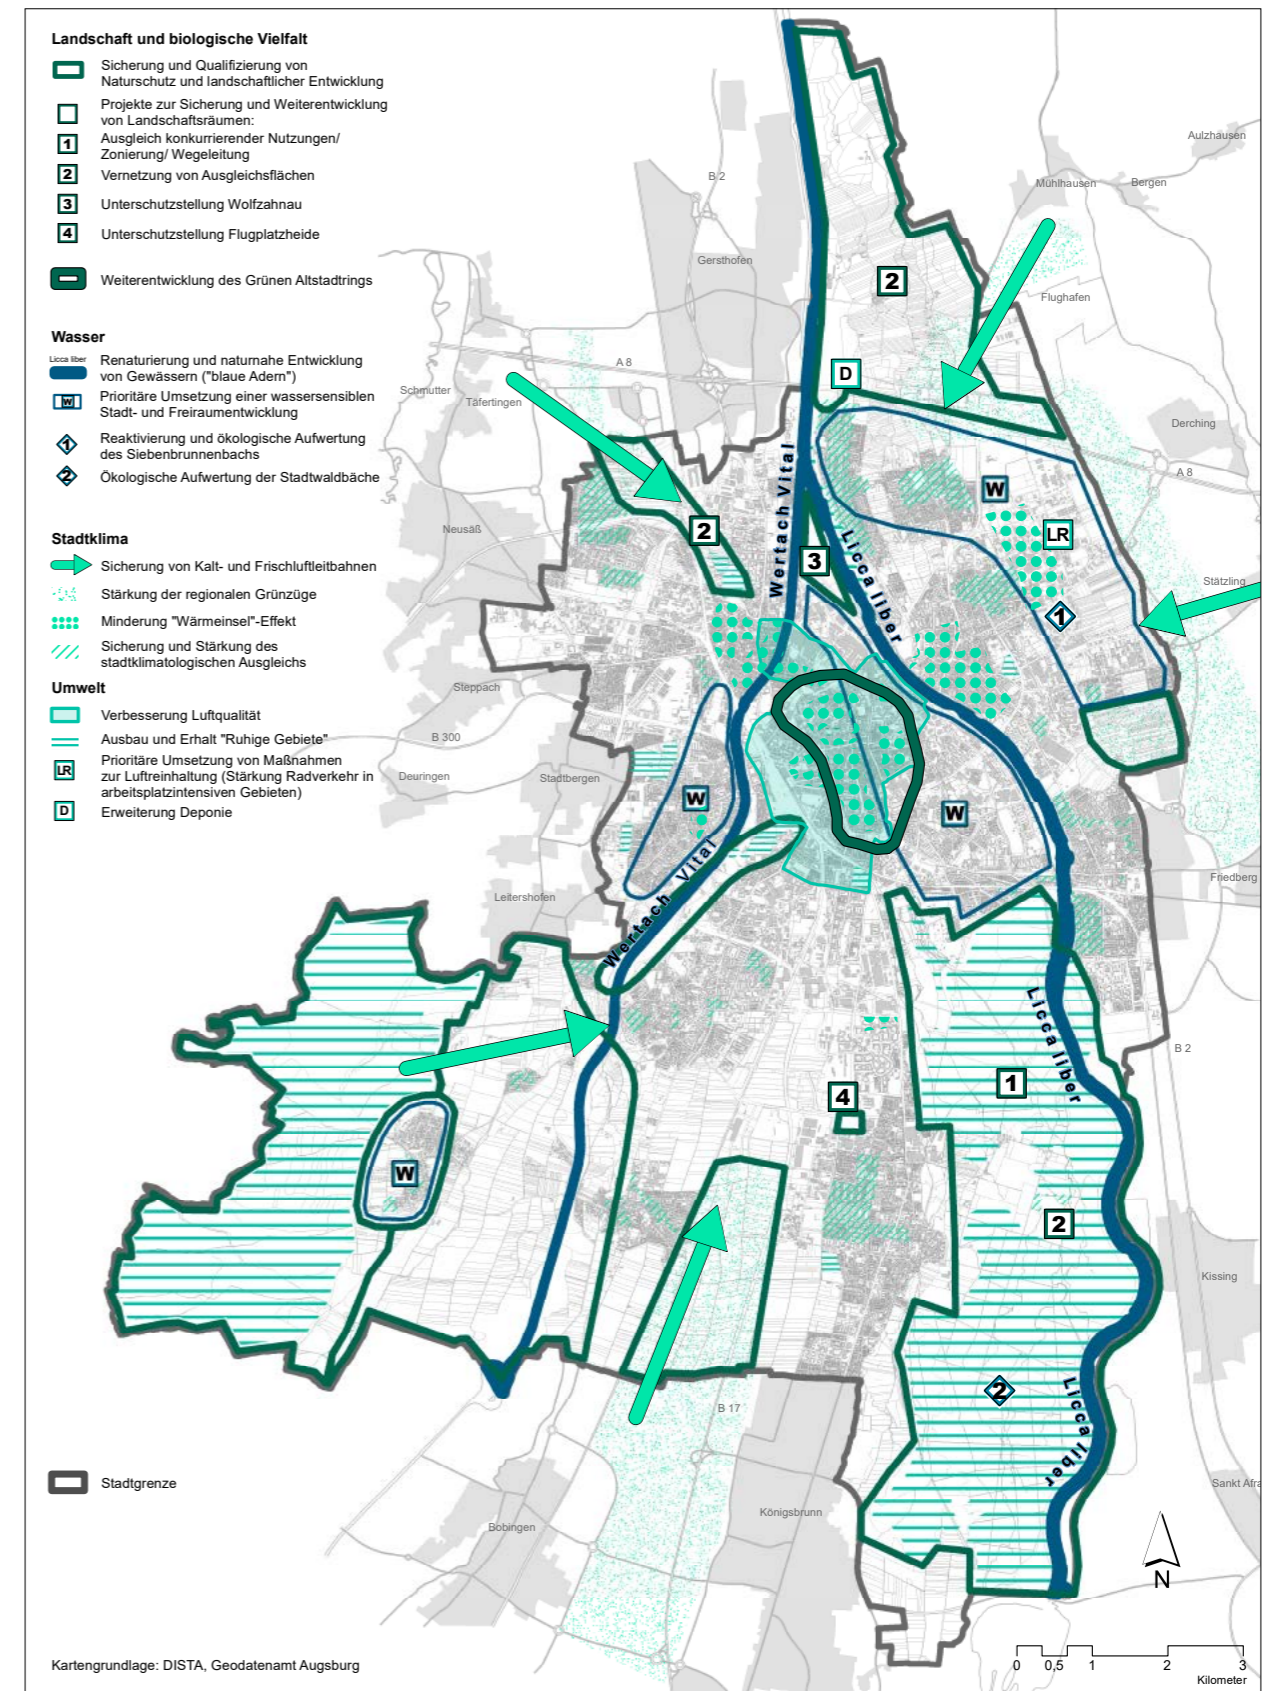 Landschaft und biologische Vielfalt
Sicherung und Qualifizierung von
Naturschutz und landschaftlicher Entwicklung
Projekte zur Sicherung und Weiterentwicklung
von Landschaftsräumen:
1 Ausgleich konkurrierender Nutzungen/
Zonierung/ Wegeleitung
2 Vernetzung von Ausgleichsflächen
3 Unterschutzstellung Wolfzahnau
4 Unterschutzstellung Flugplatzheide
Weiterentwicklung des Grünen Altstadtrings
Wasser
Licca liber
Renaturierung und naturnahe Entwicklung
von Gewässern ("blaue Adern")
W Prioritäre Umsetzung einer wassersensiblen
Stadt- und Freiraumentwicklung
1 Reaktivierung und ökologische Aufwertung
des Siebenbrunnenbachs
2 Ökologische Aufwertung der Stadtwaldbäche
Stadtklima
Sicherung von Kalt- und Frischluftleitbahnen
Stärkung der regionalen Grünzüge
Minderung "Wärmeinsel"-Effekt
Sicherung und Stärkung des
stadtklimatologischen Ausgleichs
Umwelt
Verbesserung Luftqualität
Ausbau und Erhalt "Ruhige Gebiete"
LR Prioritäre Umsetzung von Maßnahmen
zur Luftreinhaltung (Stärkung Radverkehr in
arbeitsplatzintensiven Gebieten)
D Erweiterung Deponie
Stadtgrenze
Kartengrundlage: DISTA, Geodatenamt Augsburg
Aulzhausen
B 2
Mühlhausen
Bergen
Gersthofen
2
Flughafen
A 8
D
Schmutter
Täfertingen
Derching
A 8
Wertach Vital
W
Neusäß
2
LR
3
Licca liber
Stätzling
1
Steppach
B 300
Deuringen
Stadtbergen
W
W
Wertach Vital
Friedberg
Leitershofen
Licca liber
B 2
1
4
W
2
Kissing
2
Licca liber
B 17
Sankt Afra
Königsbrunn
Bobingen
N
0 0,5 1 2 3
Kilometer